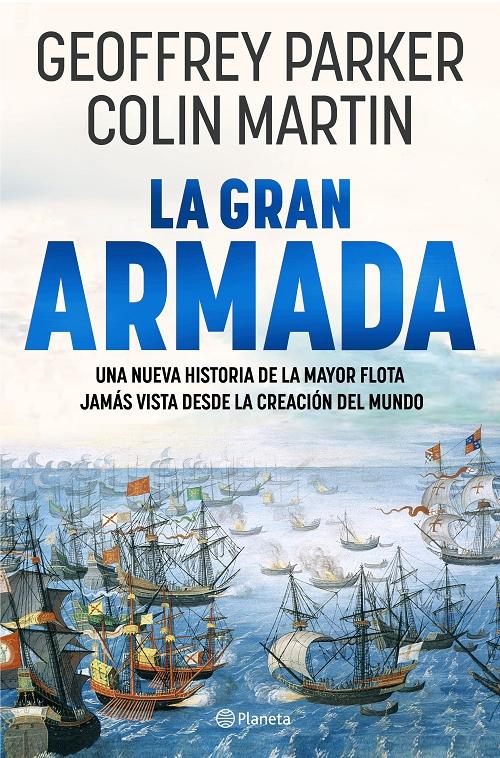 GEOFFREY PARKER
COLIN MARTIN
LA GRAN
ARMADA
UNA NUEVA HISTORIA DE LA MAYOR FLOTA
JAMÁS VISTA DESDE LA CREACIÓN DEL MUNDO
Planeta